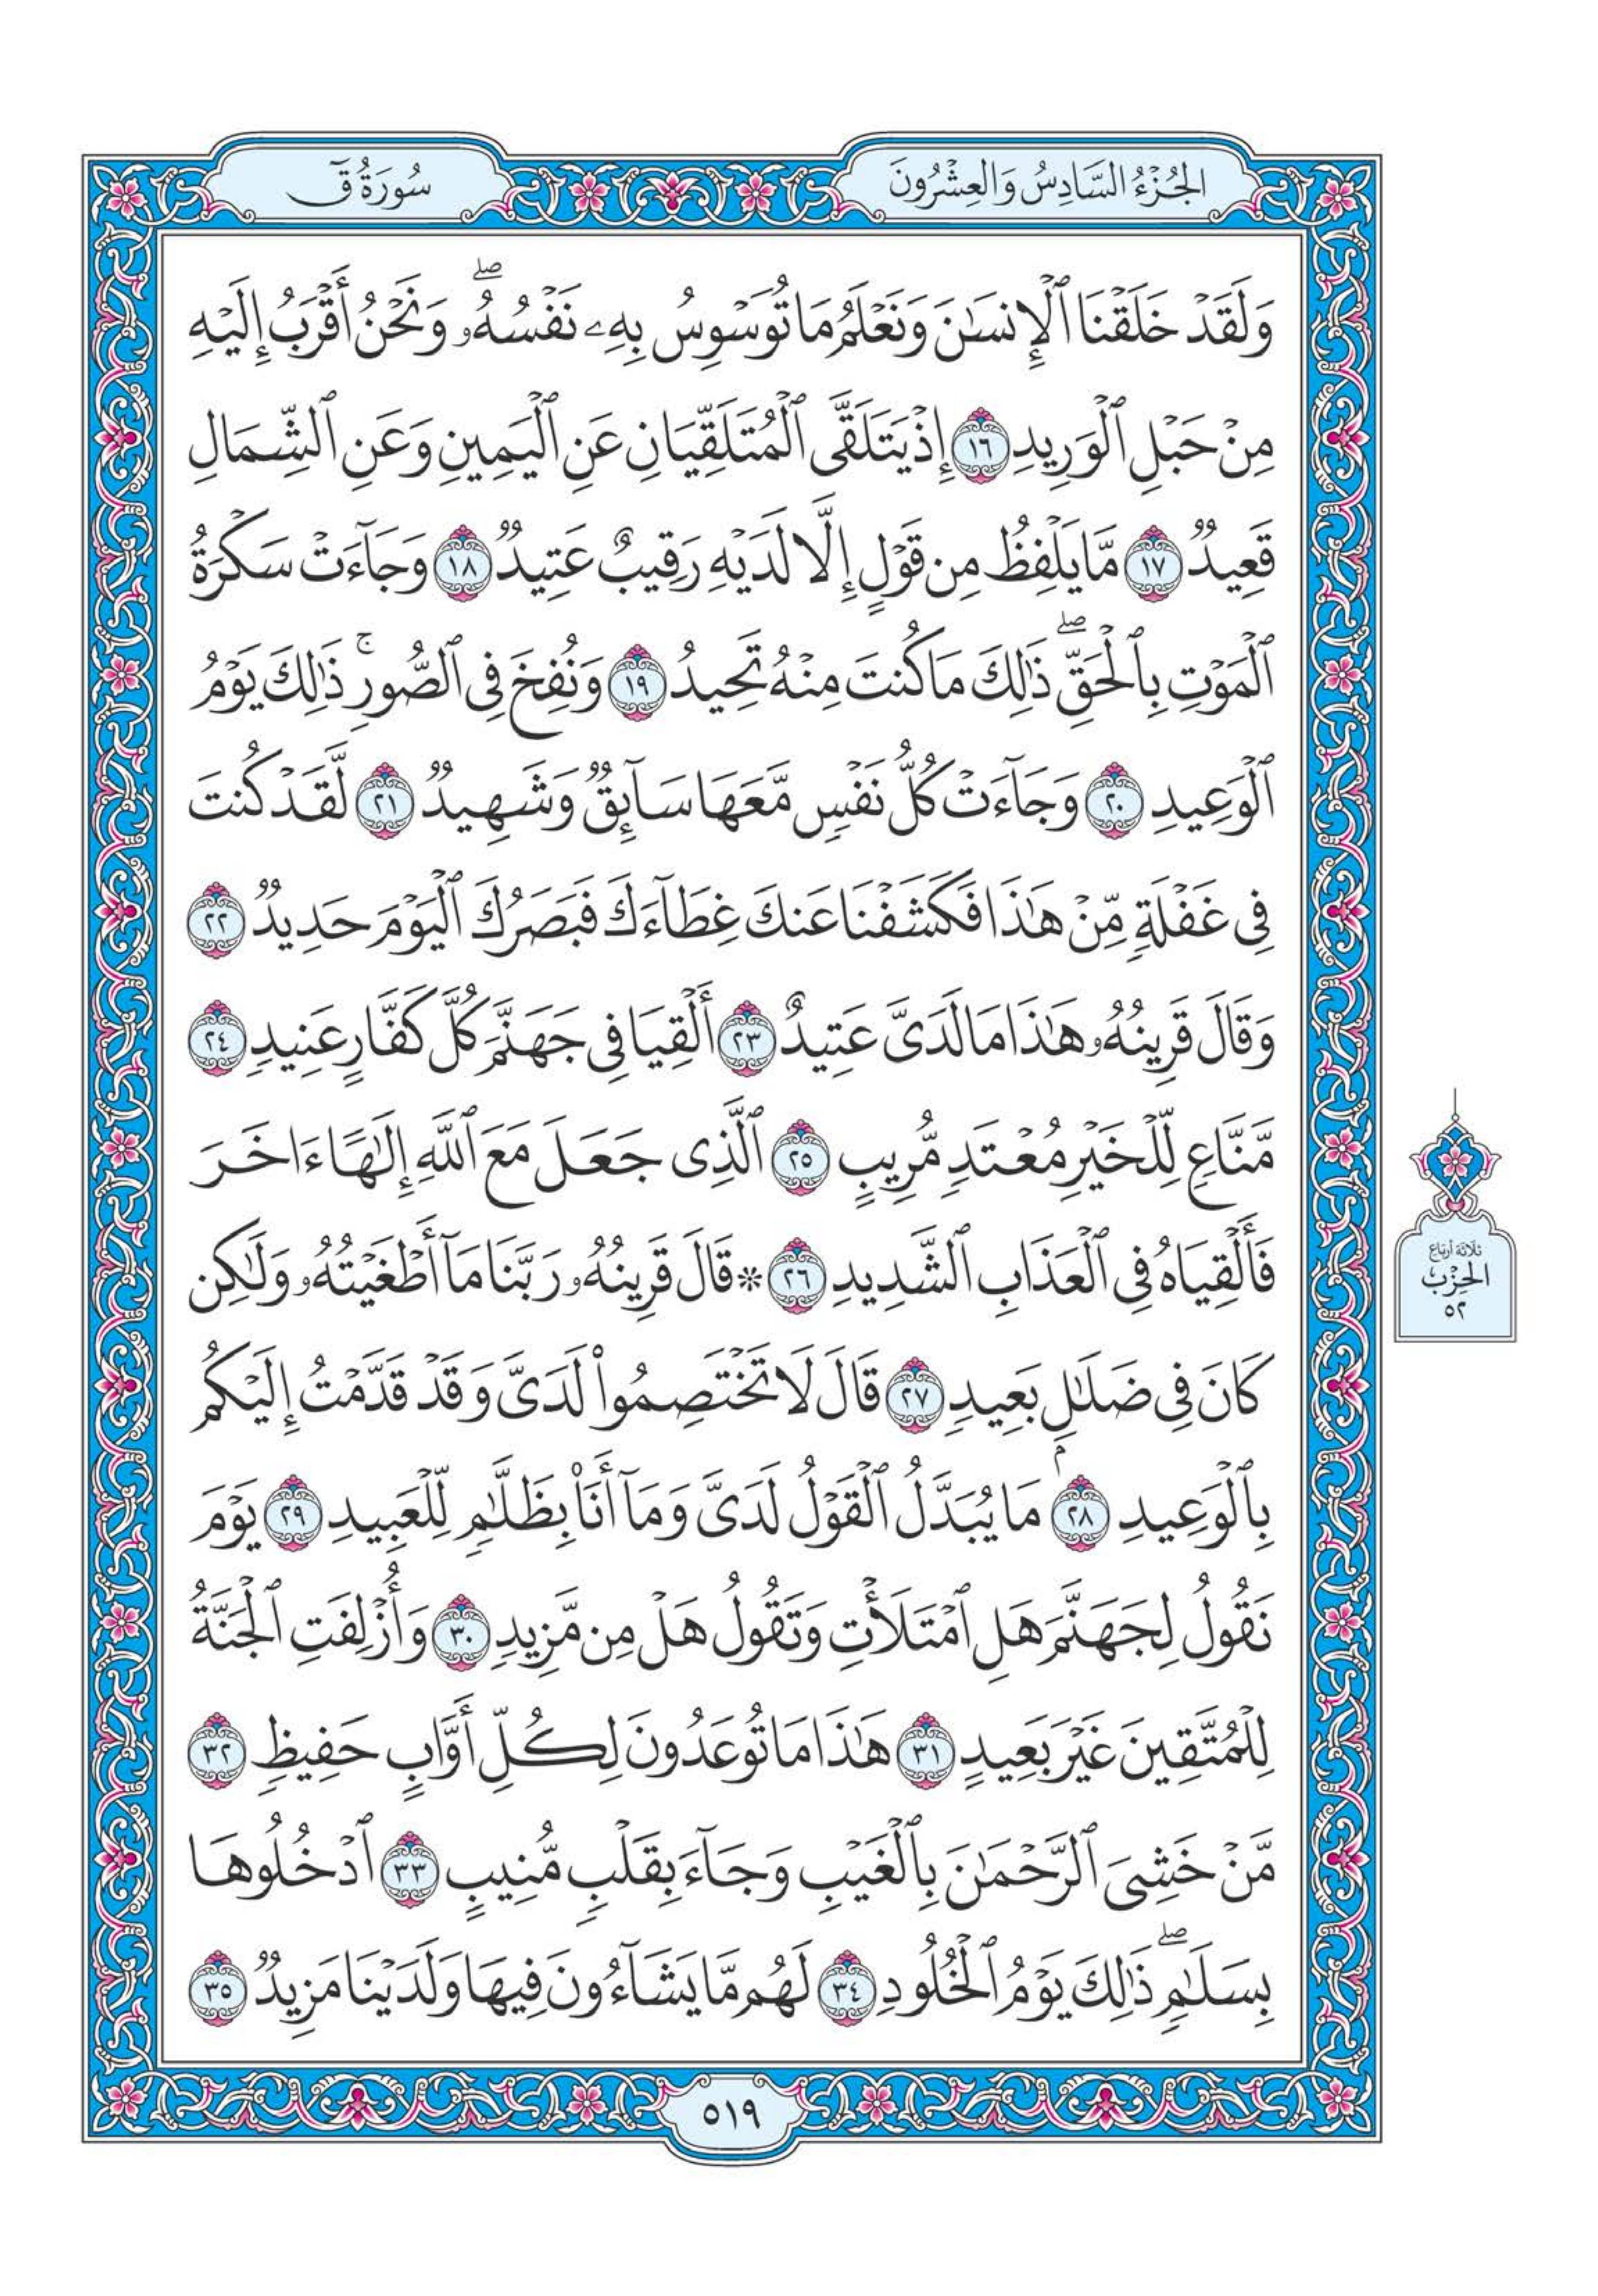 الجُزْءُ السَّادِسُ وَالعِشْرُونَ
سُورَةُ قٓ
وَلَقَدْ خَلَقْنَا ٱلْإِنسَٰنَ وَنَعْلَمُ مَا تُوَسْوِسُ بِهِۦ نَفْسُهُۥۖ وَنَحْنُ أَقْرَبُ إِلَيْهِ
مِنْ حَبْلِ ٱلْوَرِيدِ ١٦ إِذْ يَتَلَقَّى ٱلْمُتَلَقِّيَانِ عَنِ ٱلْيَمِينِ وَعَنِ ٱلشِّمَالِ
قَعِيدٌ ١٧ مَّا يَلْفِظُ مِن قَوْلٍ إِلَّا لَدَيْهِ رَقِيبٌ عَتِيدٌ ١٨ وَجَآءَتْ سَكْرَةُ
ٱلْمَوْتِ بِٱلْحَقِّۖ ذَٰلِكَ مَا كُنتَ مِنْهُ تَحِيدُ ١٩ وَنُفِخَ فِى ٱلصُّورِۚ ذَٰلِكَ يَوْمُ
ٱلْوَعِيدِ ٢٠ وَجَآءَتْ كُلُّ نَفْسٍ مَّعَهَا سَآئِقٌ وَشَهِيدٌ ٢١ لَّقَدْ كُنتَ
فِى غَفْلَةٍ مِّنْ هَٰذَا فَكَشَفْنَا عَنكَ غِطَآءَكَ فَبَصَرُكَ ٱلْيَوْمَ حَدِيدٌ ٢٢
وَقَالَ قَرِينُهُۥ هَٰذَا مَا لَدَىَّ عَتِيدٌ ٢٣ أَلْقِيَا فِى جَهَنَّمَ كُلَّ كَفَّارٍ عَنِيدٍ ٢٤
مَّنَّاعٍ لِّلْخَيْرِ مُعْتَدٍ مُّرِيبٍ ٢٥ ٱلَّذِى جَعَلَ مَعَ ٱللَّهِ إِلَٰهًا ءَاخَرَ
فَأَلْقِيَاهُ فِى ٱلْعَذَابِ ٱلشَّدِيدِ ٢٦ ۞ قَالَ قَرِينُهُۥ رَبَّنَا مَآ أَطْغَيْتُهُۥ وَلَٰكِن
كَانَ فِى ضَلَٰلٍۭ بَعِيدٍ ٢٧ قَالَ لَا تَخْتَصِمُوا۟ لَدَىَّ وَقَدْ قَدَّمْتُ إِلَيْكُم
بِٱلْوَعِيدِ ٢٨ مَا يُبَدَّلُ ٱلْقَوْلُ لَدَىَّ وَمَآ أَنَا۠ بِظَلَّٰمٍ لِّلْعَبِيدِ ٢٩ يَوْمَ
نَقُولُ لِجَهَنَّمَ هَلِ ٱمْتَلَأْتِ وَتَقُولُ هَلْ مِن مَّزِيدٍ ٣٠ وَأُزْلِفَتِ ٱلْجَنَّةُ
لِلْمُتَّقِينَ غَيْرَ بَعِيدٍ ٣١ هَٰذَا مَا تُوعَدُونَ لِكُلِّ أَوَّابٍ حَفِيظٍ ٣٢
مَّنْ خَشِىَ ٱلرَّحْمَٰنَ بِٱلْغَيْبِ وَجَآءَ بِقَلْبٍ مُّنِيبٍ ٣٣ ٱدْخُلُوهَا
بِسَلَٰمٍۖ ذَٰلِكَ يَوْمُ ٱلْخُلُودِ ٣٤ لَهُم مَّا يَشَآءُونَ فِيهَا وَلَدَيْنَا مَزِيدٌ ٣٥
ثلاثة أرباع
الحِزْب
٥٢
٥١٩